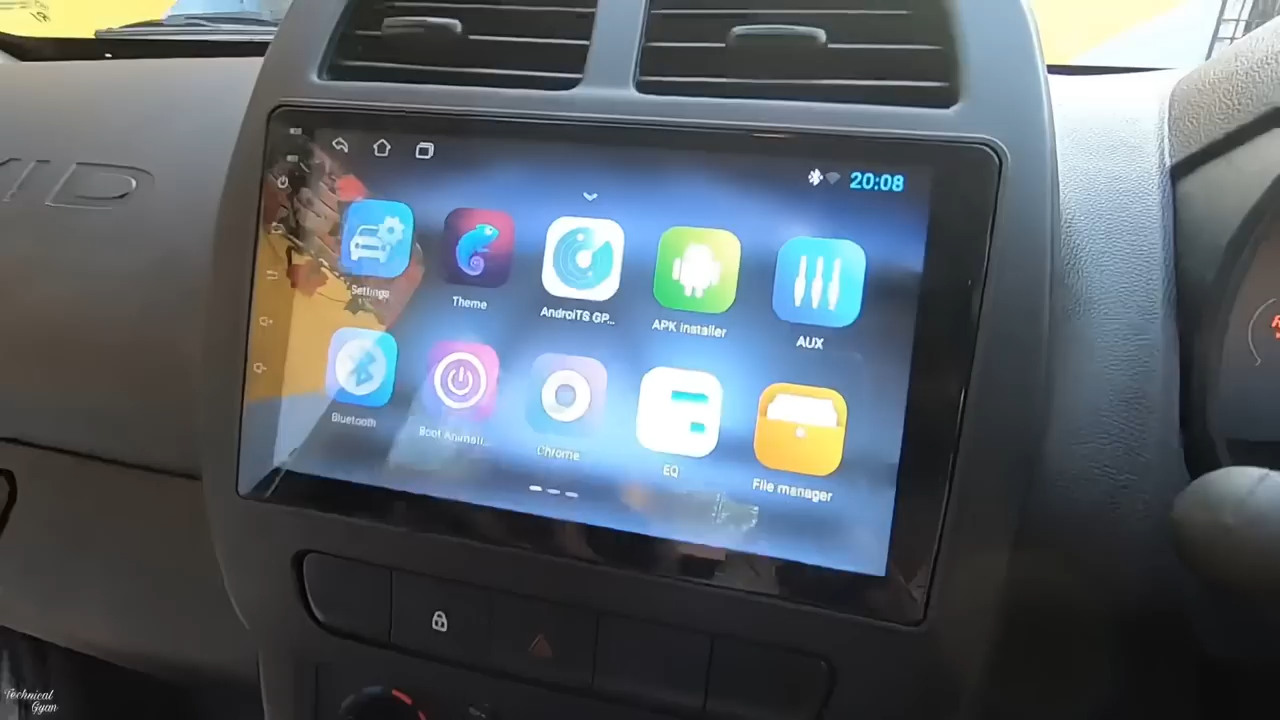 20:08
Settings
Theme
AndroiTS GP...
APK installer
AUX
Bluetooth
Boot Animati...
Chrome
EQ
File manager
Technical
Gyan